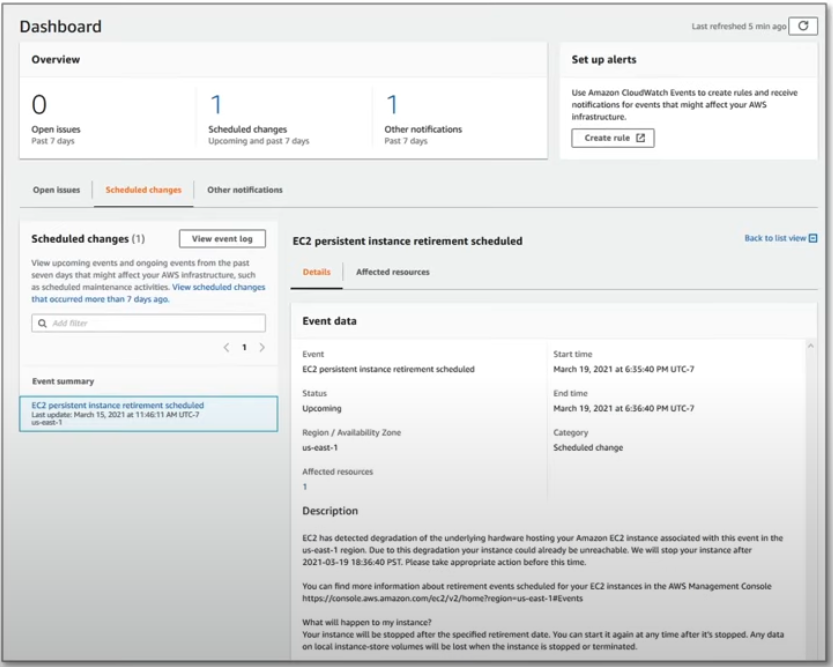 Dashboard
Last refreshed 5 min ago
Overview
0
Open issues
Past 7 days
1
Scheduled changes
Upcoming and past 7 days
1
Other notifications
Past 7 days
Set up alerts
Use Amazon CloudWatch Events to create rules and receive
notifications for events that might affect your AWS
infrastructure.
Create rule
Open issues
Scheduled changes
Other notifications
Scheduled changes (1)
View event log
View upcoming events and ongoing events from the past
seven days that might affect your AWS infrastructure, such
as scheduled maintenance activities. View scheduled changes
that occurred more than 7 days ago.
Add filter
< 1 >
Event summary
EC2 persistent instance retirement scheduled
Last update: March 15, 2021 at 11:46:11 AM UTC-7
us-east-1
EC2 persistent instance retirement scheduled
Back to list view
Details
Affected resources
Event data
Event
EC2 persistent instance retirement scheduled
Status
Upcoming
Region / Availability Zone
us-east-1
Affected resources
1
Start time
March 19, 2021 at 6:35:40 PM UTC-7
End time
March 19, 2021 at 6:36:40 PM UTC-7
Category
Scheduled change
Description
EC2 has detected degradation of the underlying hardware hosting your Amazon EC2 instance associated with this event in the
us-east-1 region. Due to this degradation your instance could already be unreachable. We will stop your instance after
2021-03-19 18:36:40 PST. Please take appropriate action before this time.
You can find more information about retirement events scheduled for your EC2 instances in the AWS Management Console
https://console.aws.amazon.com/ec2/v2/home?region=us-east-1#Events
What will happen to my instance?
Your instance will be stopped after the specified retirement date. You can start it again at any time after it's stopped. Any data
on local instance-store volumes will be lost when the instance is stopped or terminated.